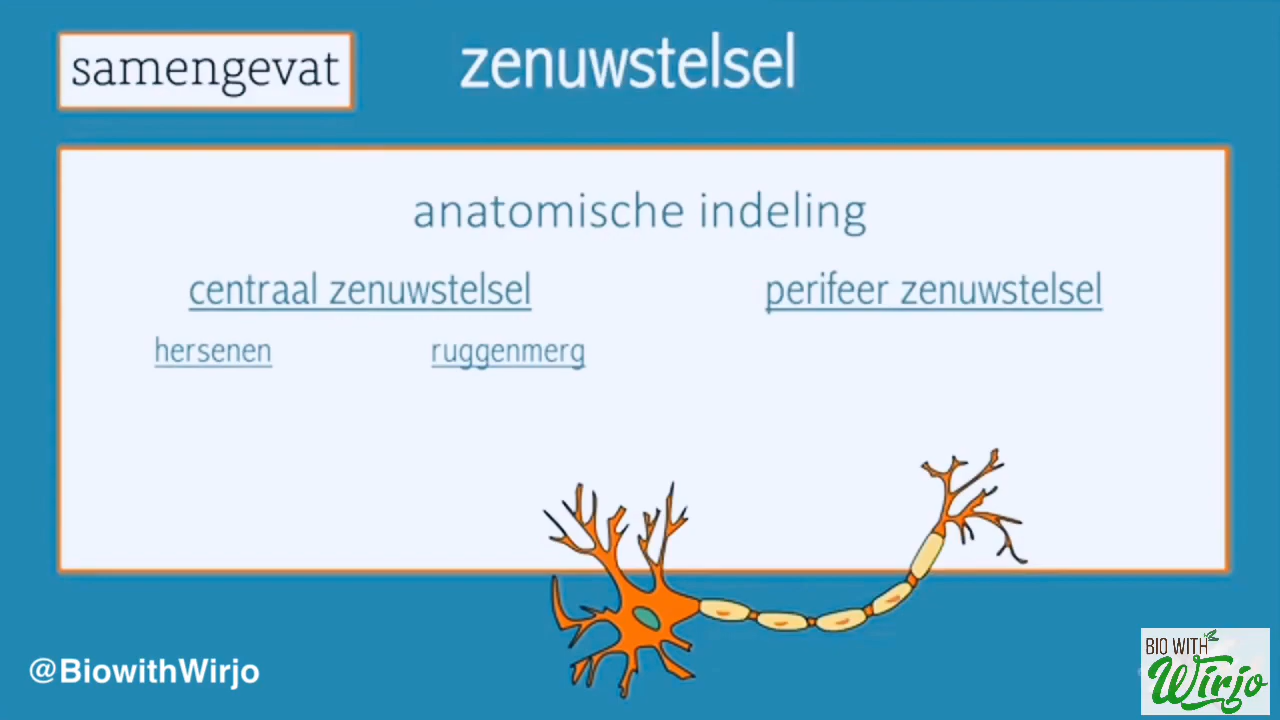 samengevat
zenuwstelsel
anatomische indeling
centraal zenuwstelsel
perifeer zenuwstelsel
hersenen
ruggenmerg
@BiowithWirjo
BIO WITH
Wirjo